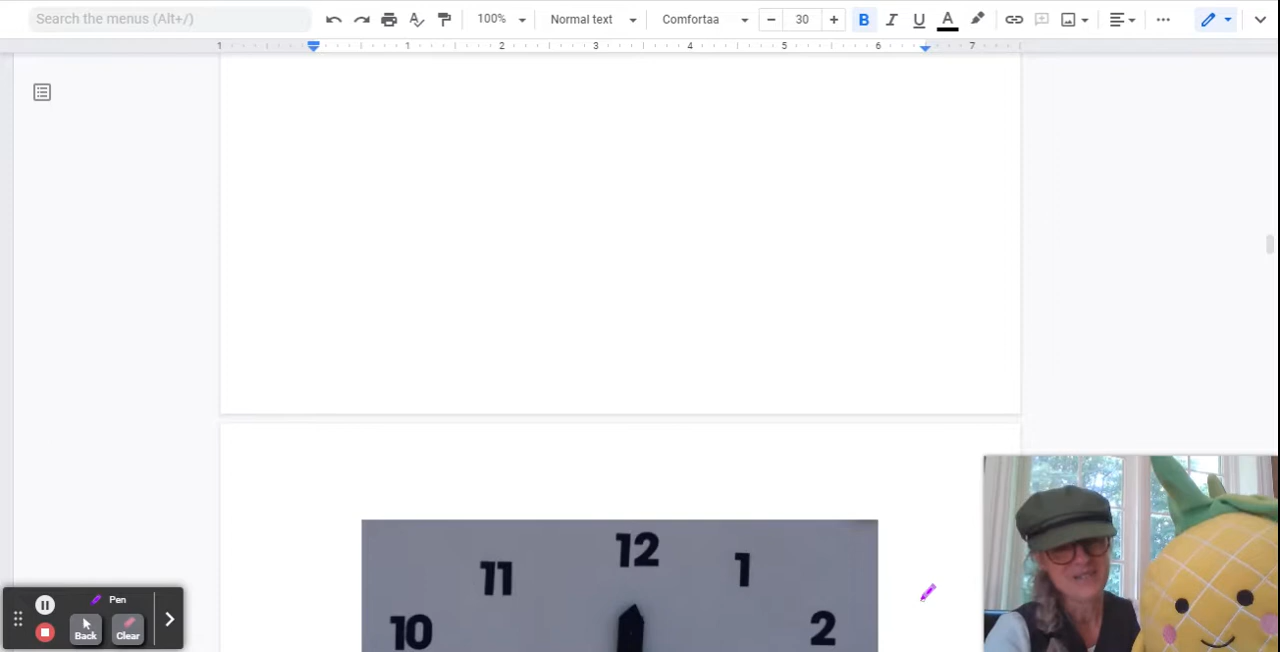 Search the menus (Alt+/)
100%
Normal text
Comfortaa
30
B I U A
1 1 2 3 4 5 6 7
12
11
1
10
2
Pen
Back
Clear